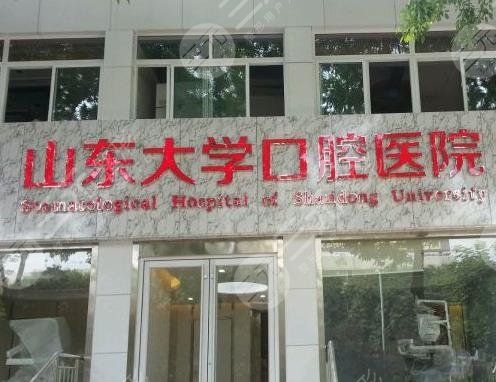 山东大学口腔医院
Stomatological Hospital of Shandong University